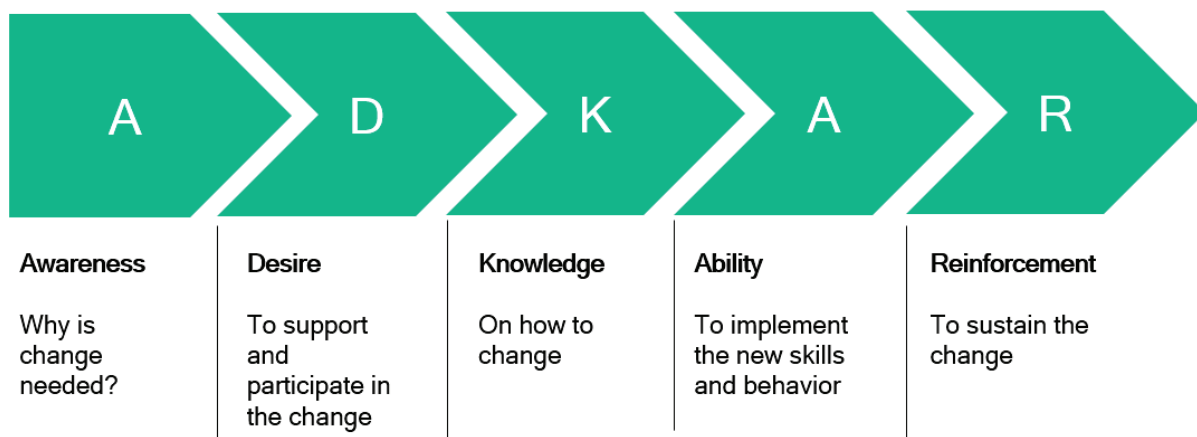 A
D
K
A
R
Awareness
Why is
change
needed?
Desire
To support
and
participate in
the change
Knowledge
On how to
change
Ability
To implement
the new skills
and behavior
Reinforcement
To sustain the
change